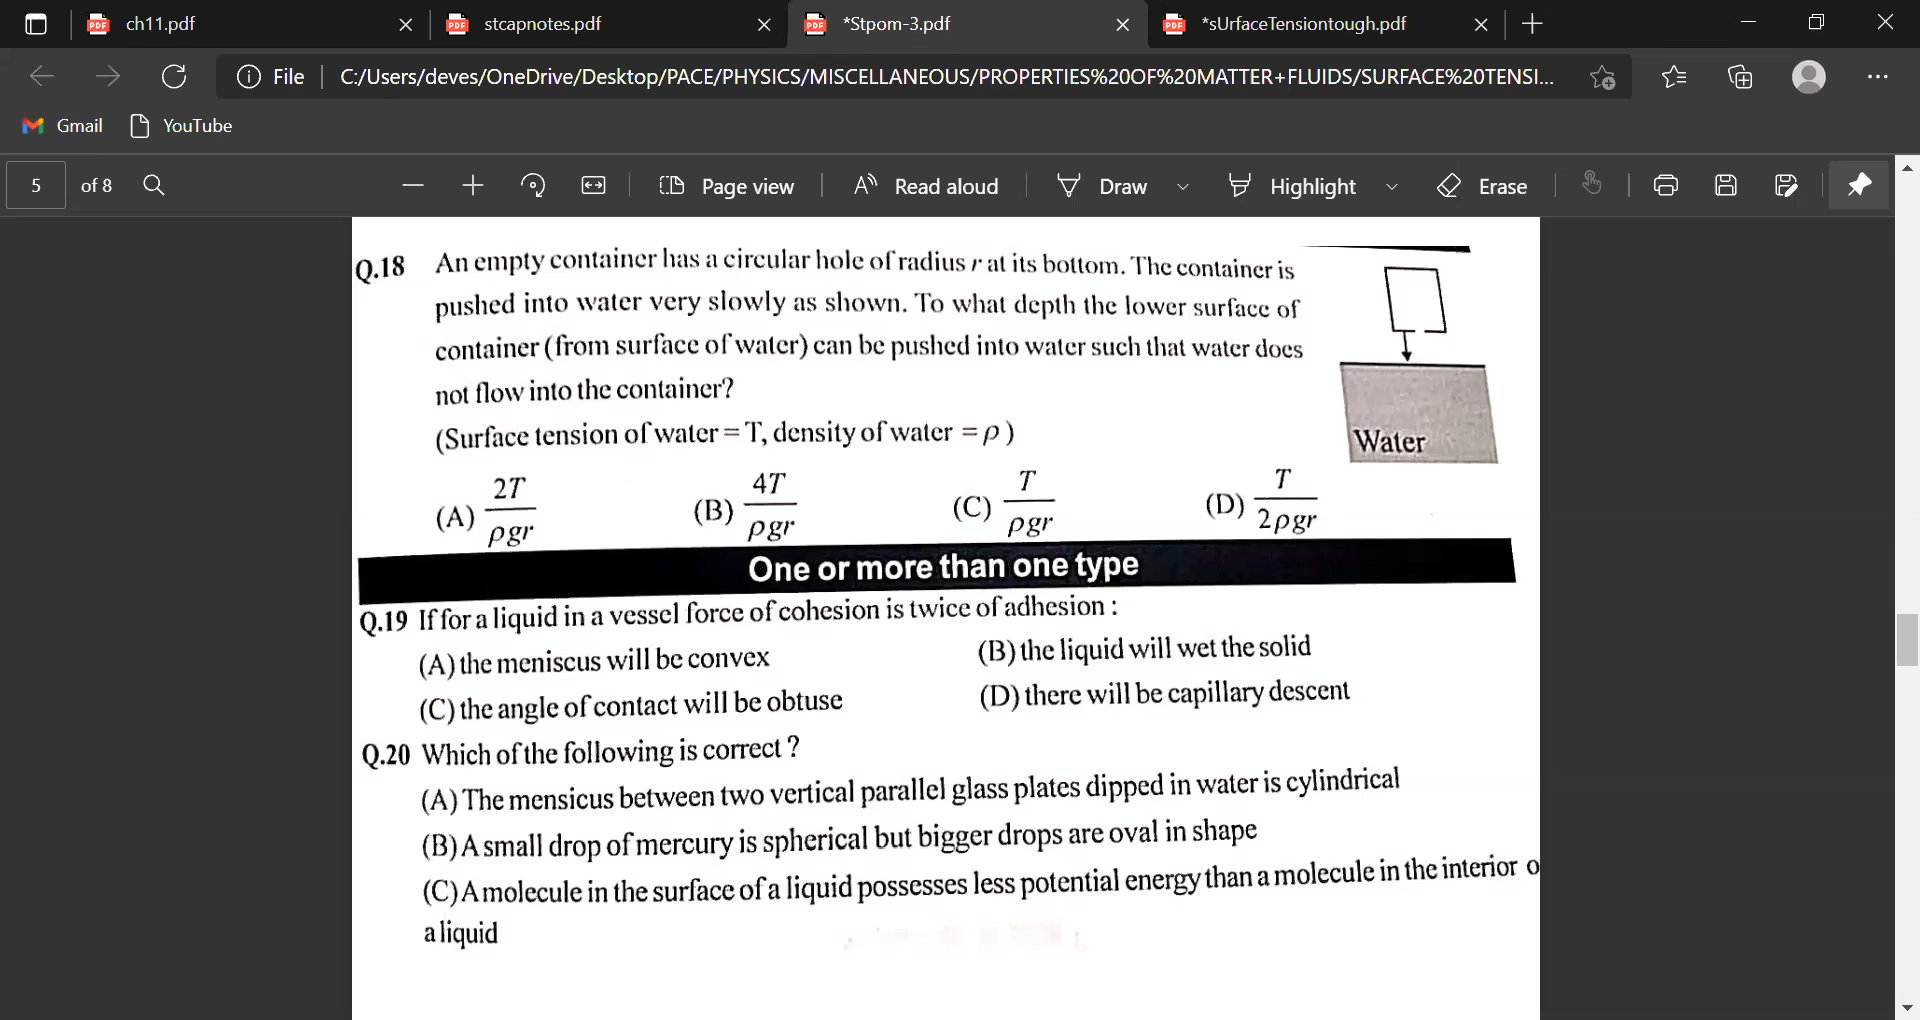 ch11.pdf
stcapnotes.pdf
*Stpom-3.pdf
*sUrfaceTensiontough.pdf
File
C:/Users/deves/OneDrive/Desktop/PACE/PHYSICS/MISCELLANEOUS/PROPERTIES%20OF%20MATTER+FLUIDS/SURFACE%20TENSI...
Gmail
YouTube
5 of 8
Page view
Read aloud
Draw
Highlight
Erase
Q.18 An empty container has a circular hole of radius r at its bottom. The container is
pushed into water very slowly as shown. To what depth the lower surface of
container (from surface of water) can be pushed into water such that water does
not flow into the container?
(Surface tension of water = T, density of water = ρ)
Water
(A) 2T/ρgr (B) 4T/ρgr (C) T/ρgr (D) T/2ρgr
One or more than one type
Q.19 If for a liquid in a vessel force of cohesion is twice of adhesion :
(A) the meniscus will be convex (B) the liquid will wet the solid
(C) the angle of contact will be obtuse (D) there will be capillary descent
Q.20 Which of the following is correct ?
(A) The mensicus between two vertical parallel glass plates dipped in water is cylindrical
(B) A small drop of mercury is spherical but bigger drops are oval in shape
(C) A molecule in the surface of a liquid possesses less potential energy than a molecule in the interior o
a liquid